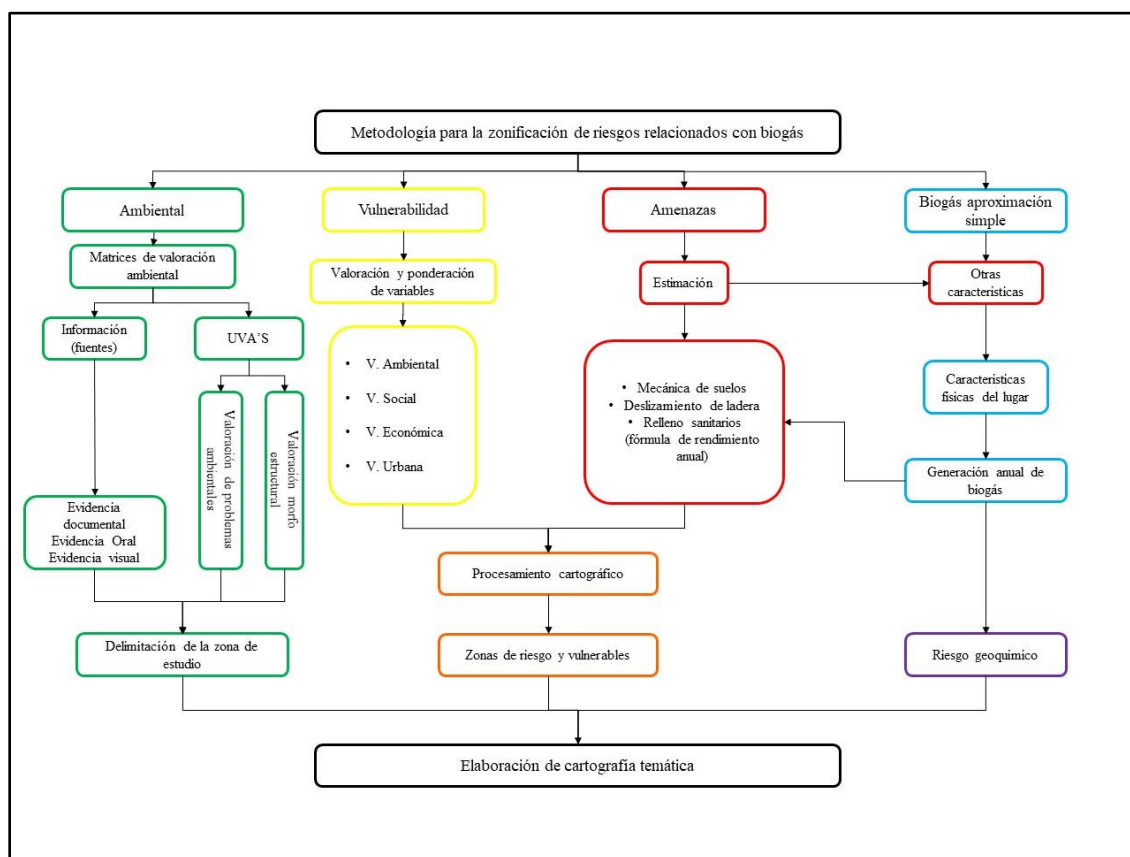 Metodología para la zonificación de riesgos relacionados con biogás
Ambiental
Vulnerabilidad
Amenazas
Biogás aproximación
simple
Matrices de valoración
ambiental
Valoración y ponderación
de variables
Estimación
Otras
características
Información
(fuentes)
UVA’S
• V. Ambiental
• V. Social
• V. Económica
• V. Urbana
• Mecánica de suelos
• Deslizamiento de ladera
• Relleno sanitarios
(fórmula de rendimiento
anual)
Características
físicas del lugar
Valoración de problemas
ambientales
Valoración morfo
estructural
Generación anual de
biogás
Evidencia
documental
Evidencia Oral
Evidencia visual
Procesamiento cartográfico
Delimitación de la zona de
estudio
Zonas de riesgo y vulnerables
Riesgo geoquímico
Elaboración de cartografía temática